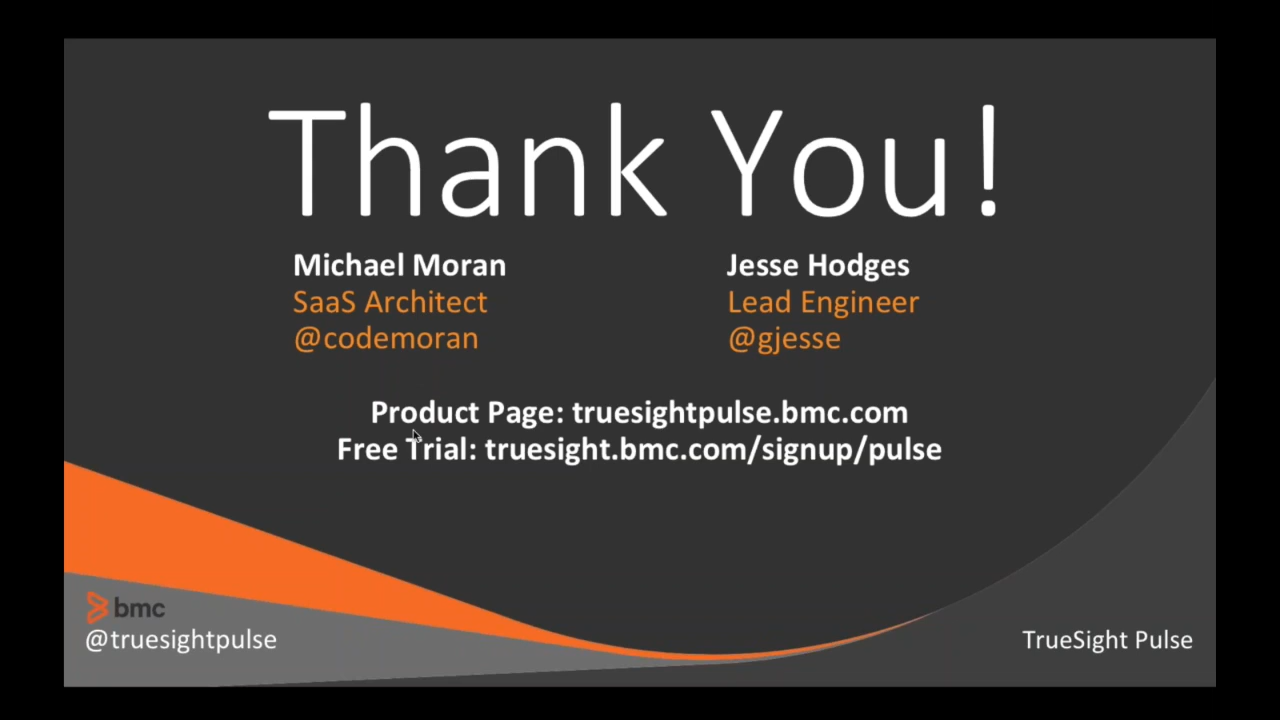 Thank You!
Michael Moran
SaaS Architect
@codemoran
Jesse Hodges
Lead Engineer
@gjesse
Product Page: truesightpulse.bmc.com
Free Trial: truesight.bmc.com/signup/pulse
bmc
@truesightpulse
TrueSight Pulse